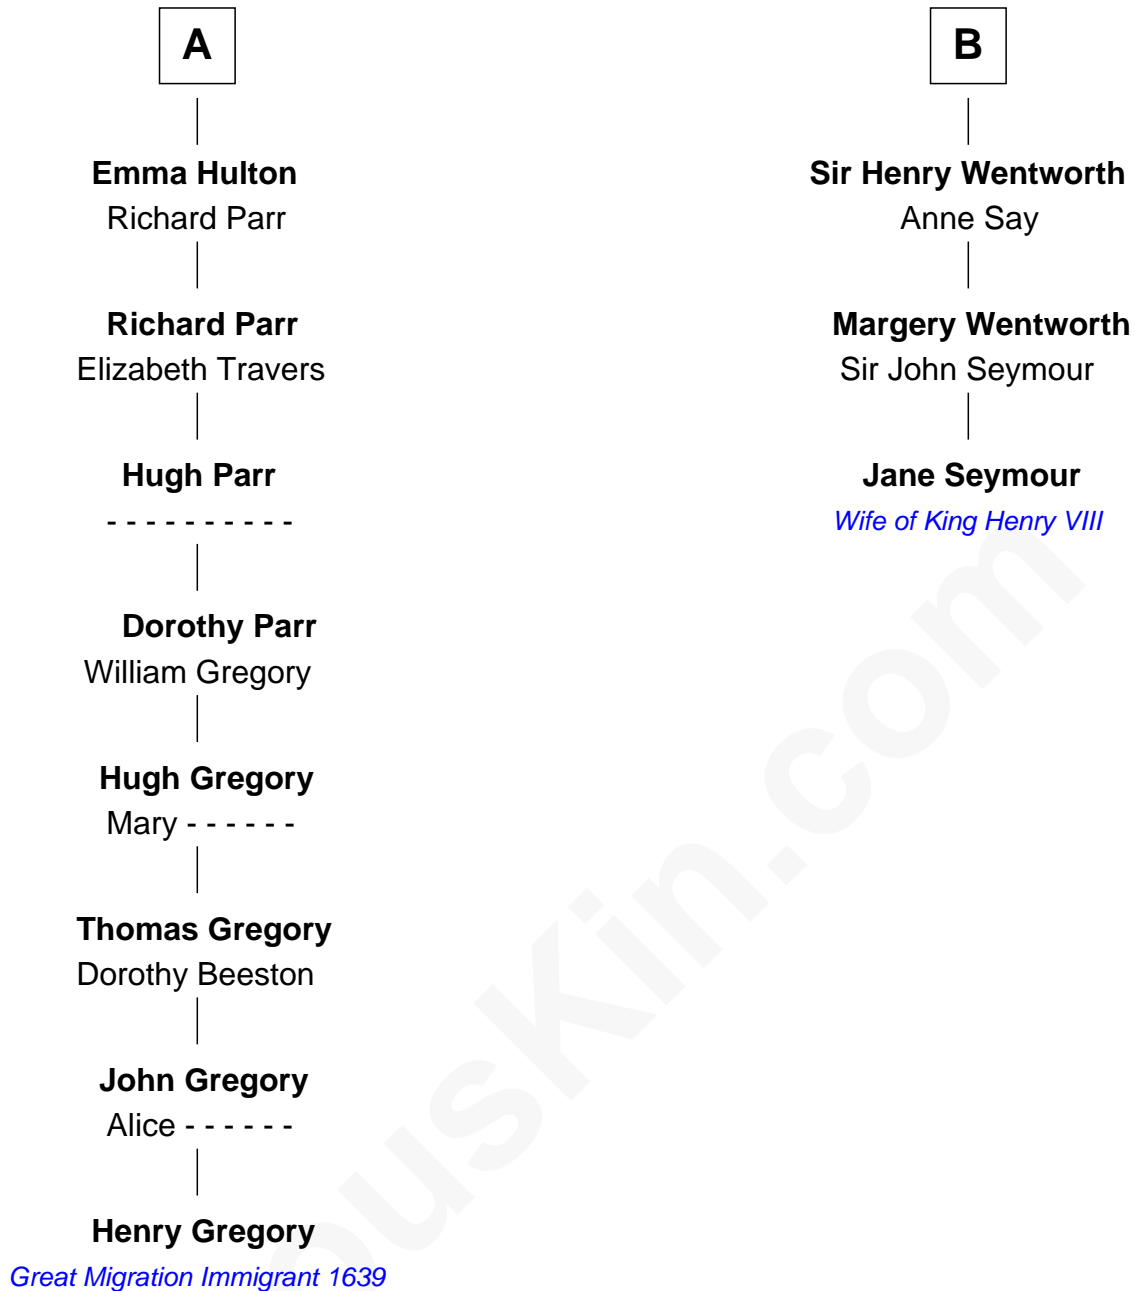 A
Emma Hulton
Richard Parr
Richard Parr
Elizabeth Travers
Hugh Parr
- - - - - - - - - -
Dorothy Parr
William Gregory
Hugh Gregory
Mary - - - - - -
Thomas Gregory
Dorothy Beeston
John Gregory
Alice - - - - - -
Henry Gregory
Great Migration Immigrant 1639
B
Sir Henry Wentworth
Anne Say
Margery Wentworth
Sir John Seymour
Jane Seymour
Wife of King Henry VIII
ouskin.com